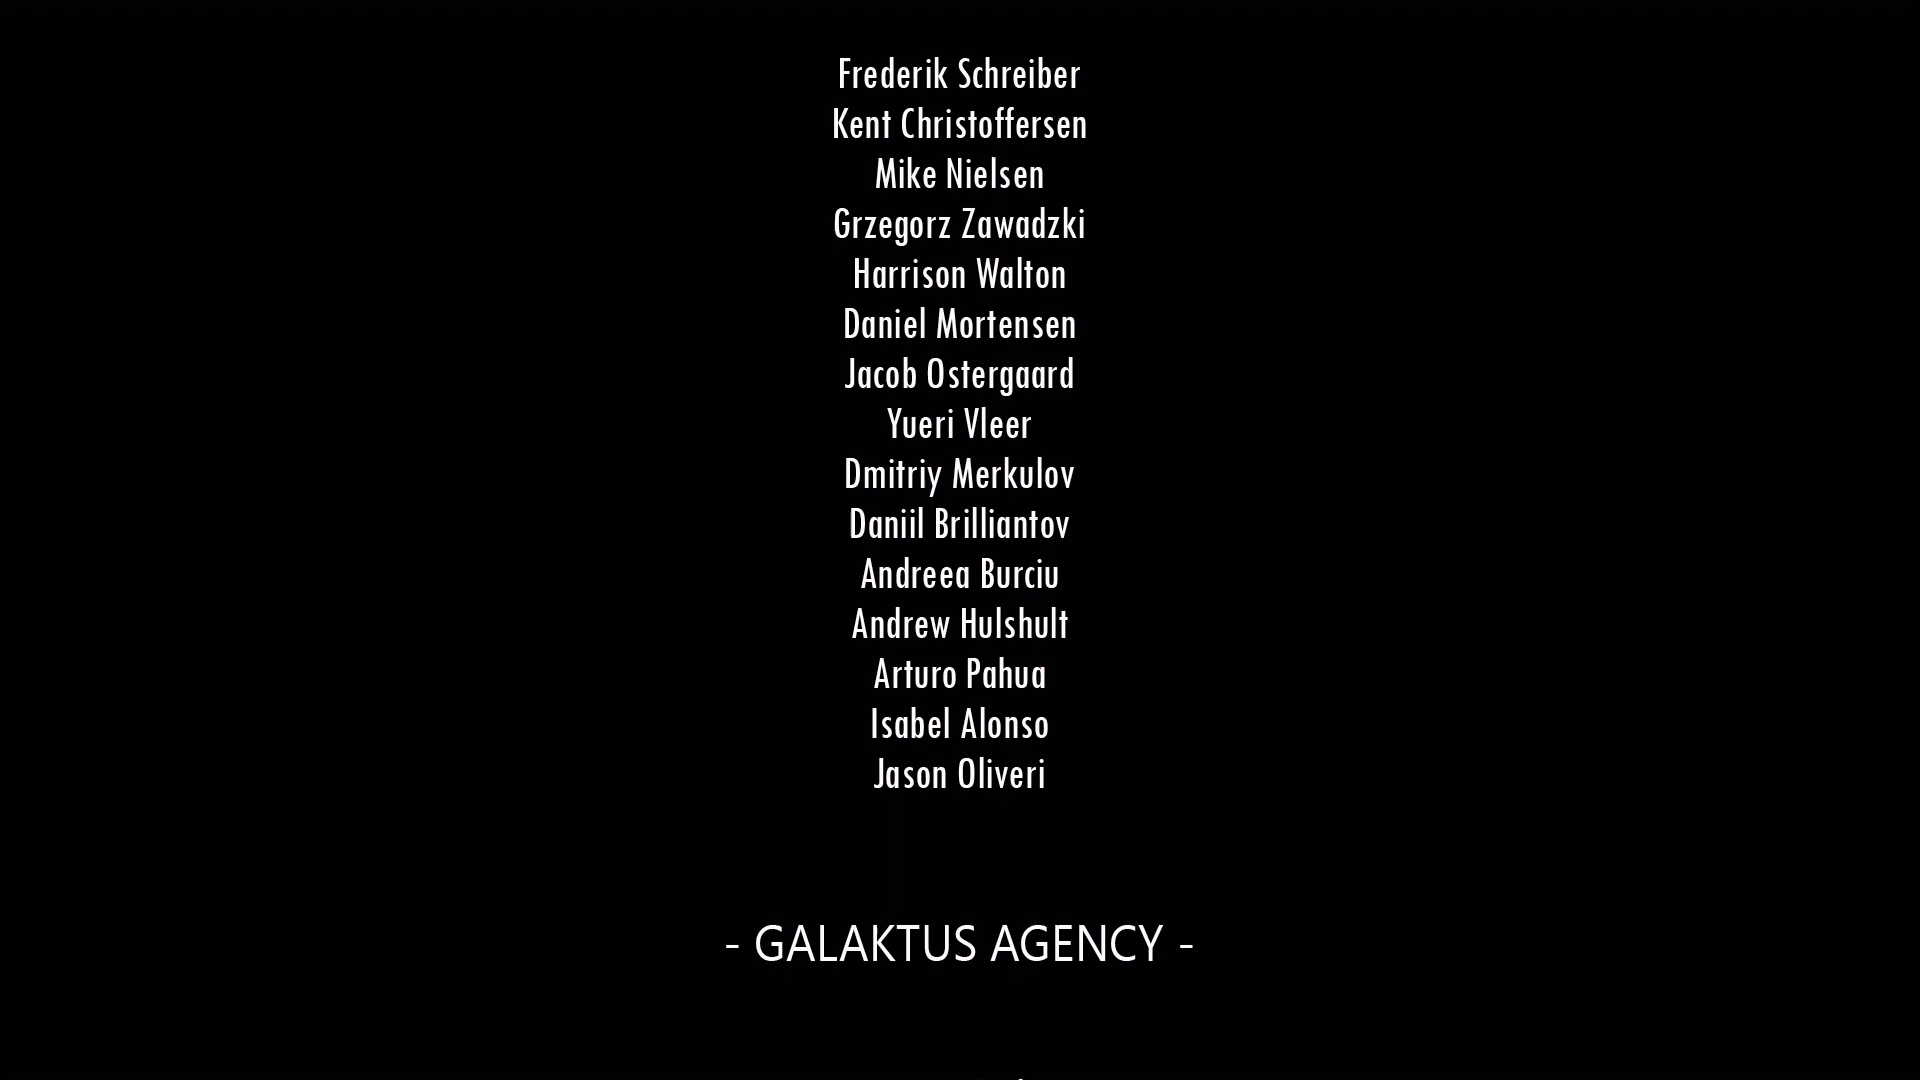 Frederik Schreiber
Kent Christoffersen
Mike Nielsen
Grzegorz Zawadzki
Harrison Walton
Daniel Mortensen
Jacob Ostergaard
Yueri Vleer
Dmitriy Merkulov
Daniil Brilliantov
Andreea Burciu
Andrew Hulshult
Arturo Pahua
Isabel Alonso
Jason Oliveri
- GALAKTUS AGENCY -